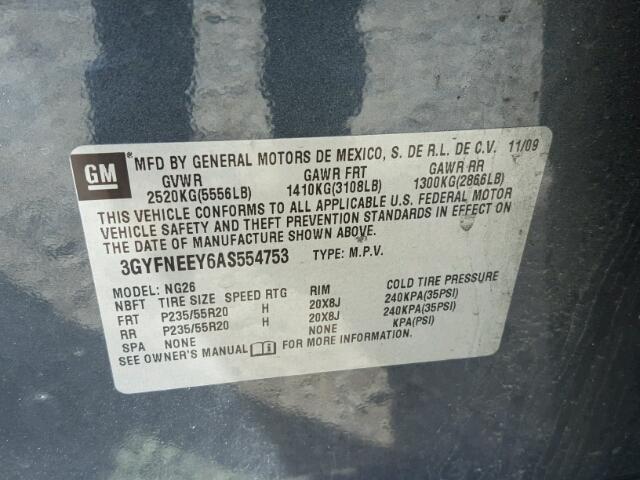 GM ® MFD BY GENERAL MOTORS DE MEXICO, S. DE R.L. DE C.V. 11/09
GVWR GAWR FRT GAWR RR
2520KG(5556LB) 1410KG(3108LB) 1300KG(2866LB)
THIS VEHICLE CONFORMS TO ALL APPLICABLE U.S. FEDERAL MOTOR
VEHICLE SAFETY AND THEFT PREVENTION STANDARDS IN EFFECT ON
THE DATE OF MANUFACTURE SHOWN ABOVE.
3GYFNEEY6AS554753 TYPE: M.P.V.
MODEL: NG26
NBFT TIRE SIZE SPEED RTG RIM COLD TIRE PRESSURE
FRT P235/55R20 H 20X8J 240KPA(35PSI)
RR P235/55R20 H 20X8J 240KPA(35PSI)
SPA NONE NONE KPA(PSI)
SEE OWNER'S MANUAL FOR MORE INFORMATION.